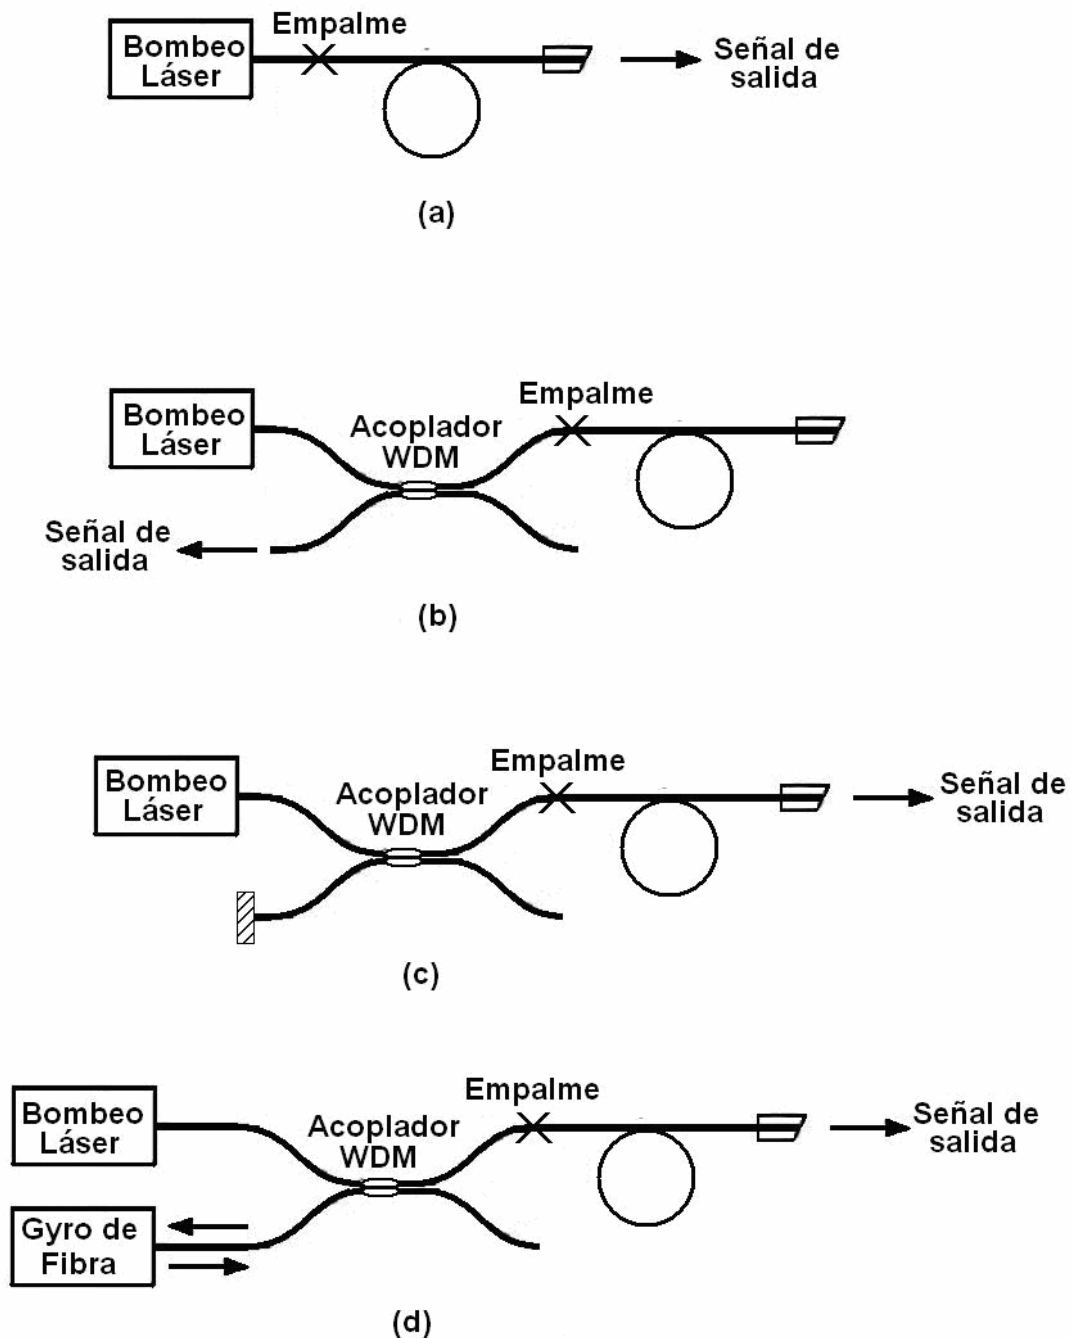 Empalme
Bombeo
Láser
Señal de
salida
(a)
Bombeo
Láser
Acoplador
WDM
Empalme
Señal de
salida
(b)
Bombeo
Láser
Acoplador
WDM
Empalme
Señal de
salida
(c)
Bombeo
Láser
Acoplador
WDM
Empalme
Señal de
salida
Gyro de
Fibra
(d)